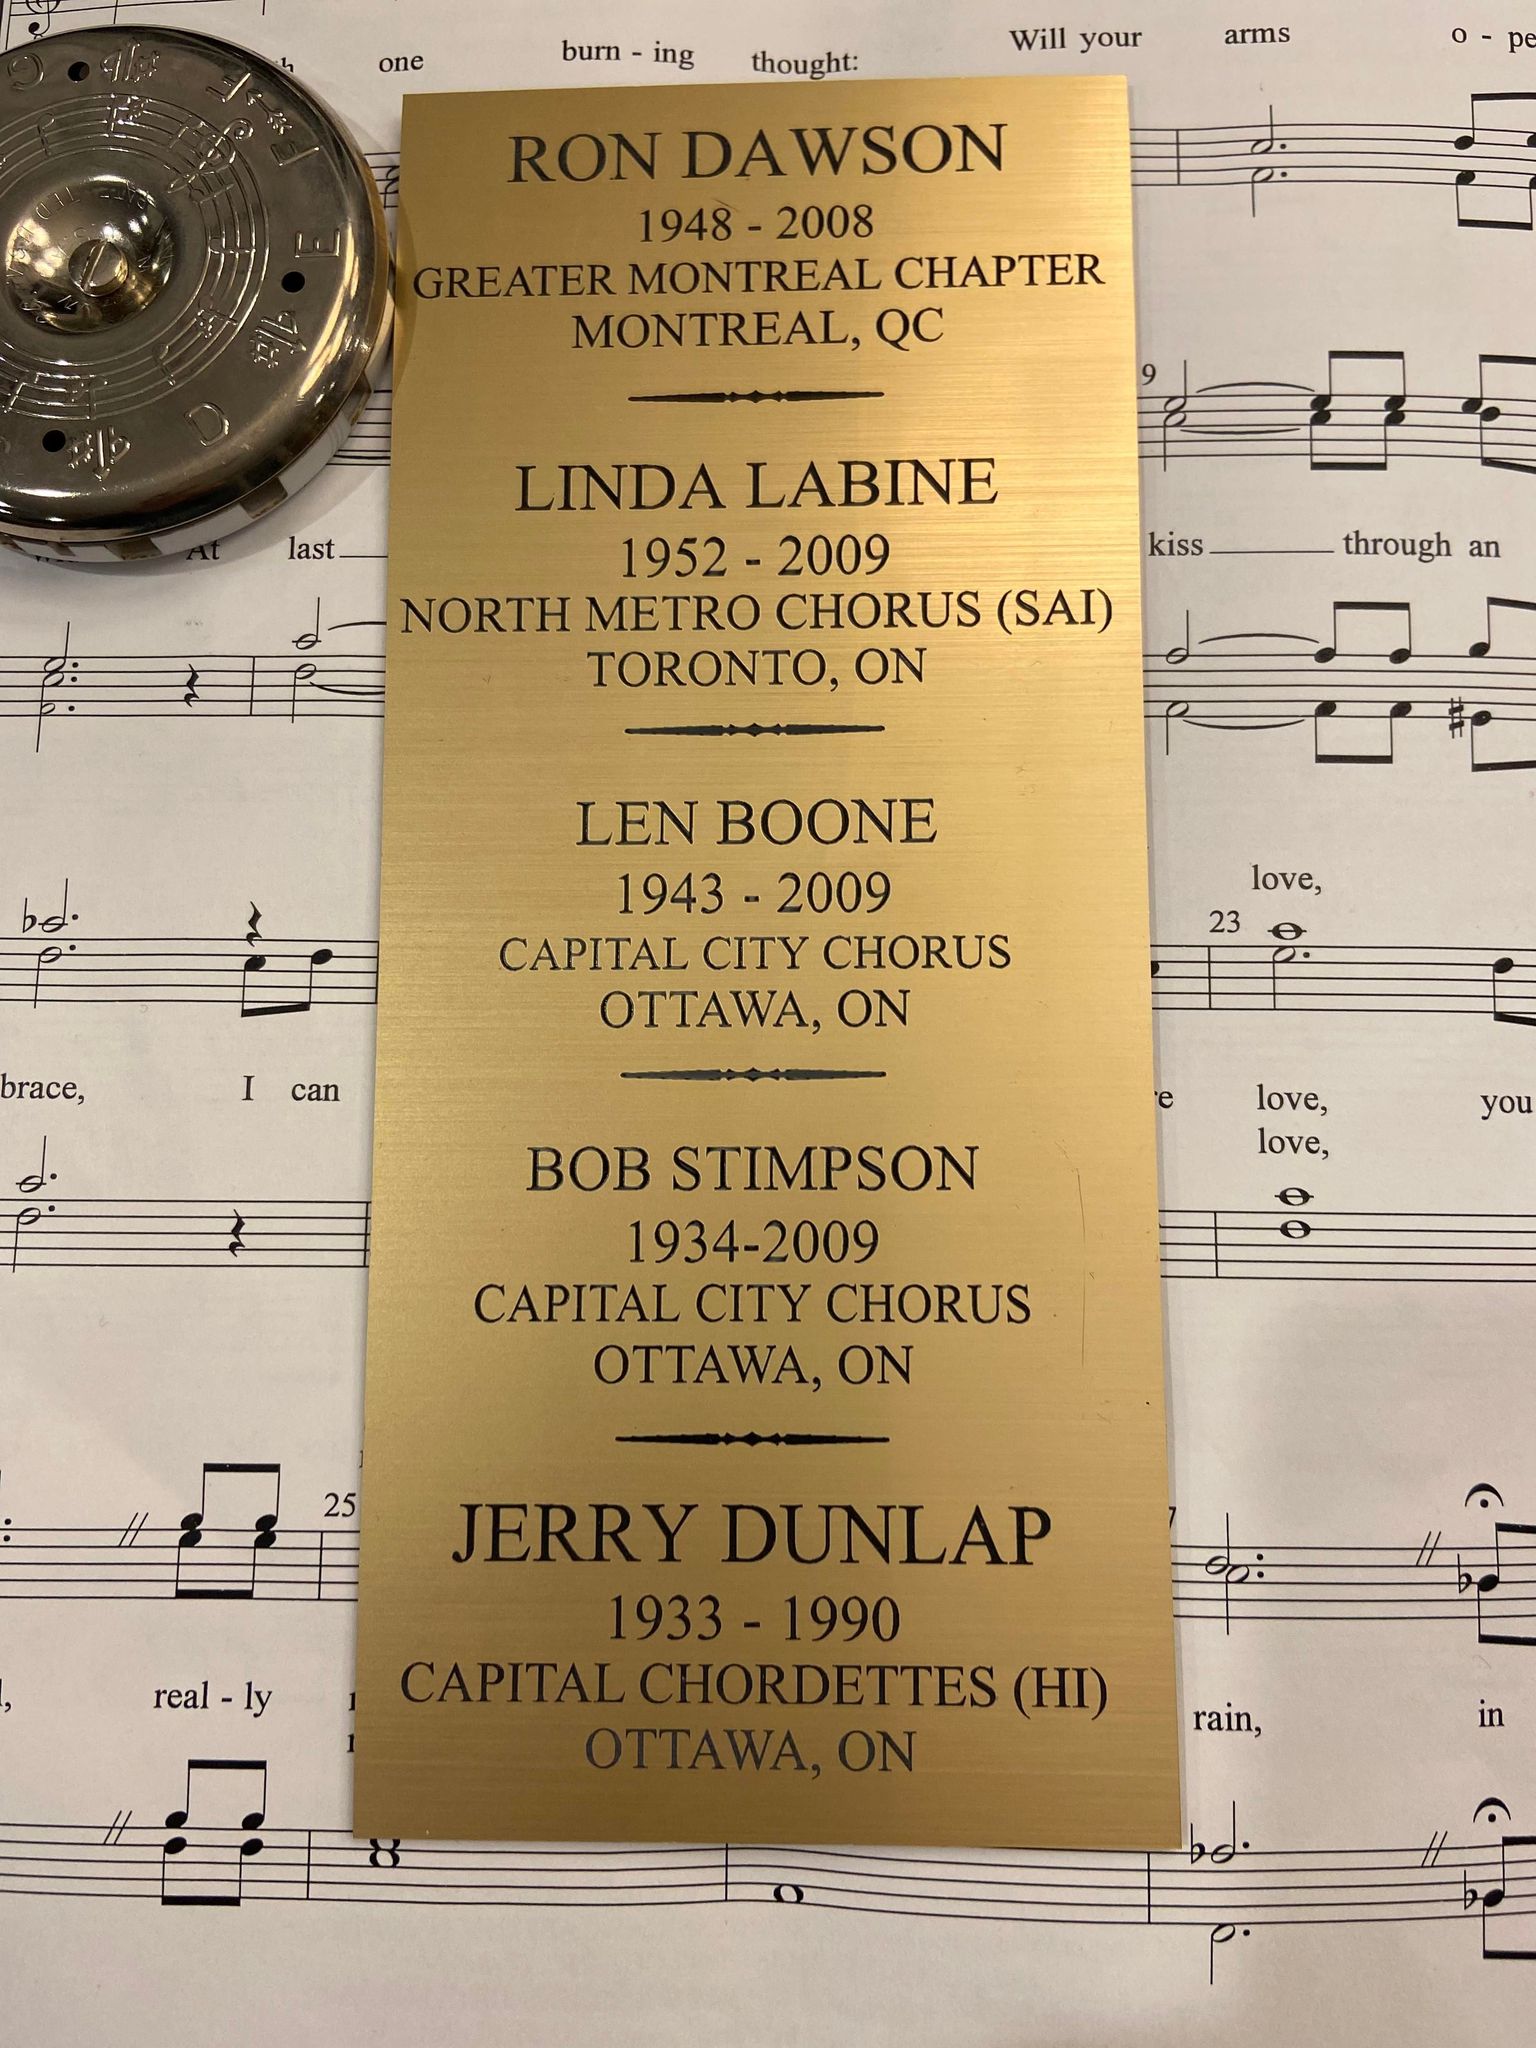 one burn - ing thought: Will your arms
RON DAWSON
1948 - 2008
GREATER MONTREAL CHAPTER
MONTREAL, QC
G
F
E
D
9
LINDA LABINE
1952 - 2009
At last kiss through an
NORTH METRO CHORUS (SAI)
TORONTO, ON
LEN BOONE
1943 - 2009
love,
23
CAPITAL CITY CHORUS
OTTAWA, ON
brace, I can love, you
love,
BOB STIMPSON
1934-2009
CAPITAL CITY CHORUS
OTTAWA, ON
25
JERRY DUNLAP
1933 - 1990
CAPITAL CHORDETTES (HI)
real - ly rain, in
OTTAWA, ON